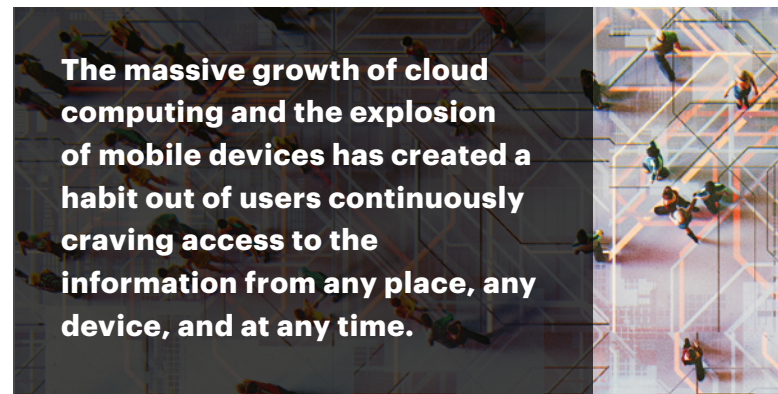 The massive growth of cloud
computing and the explosion
of mobile devices has created a
habit out of users continuously
craving access to the
information from any place, any
device, and at any time.